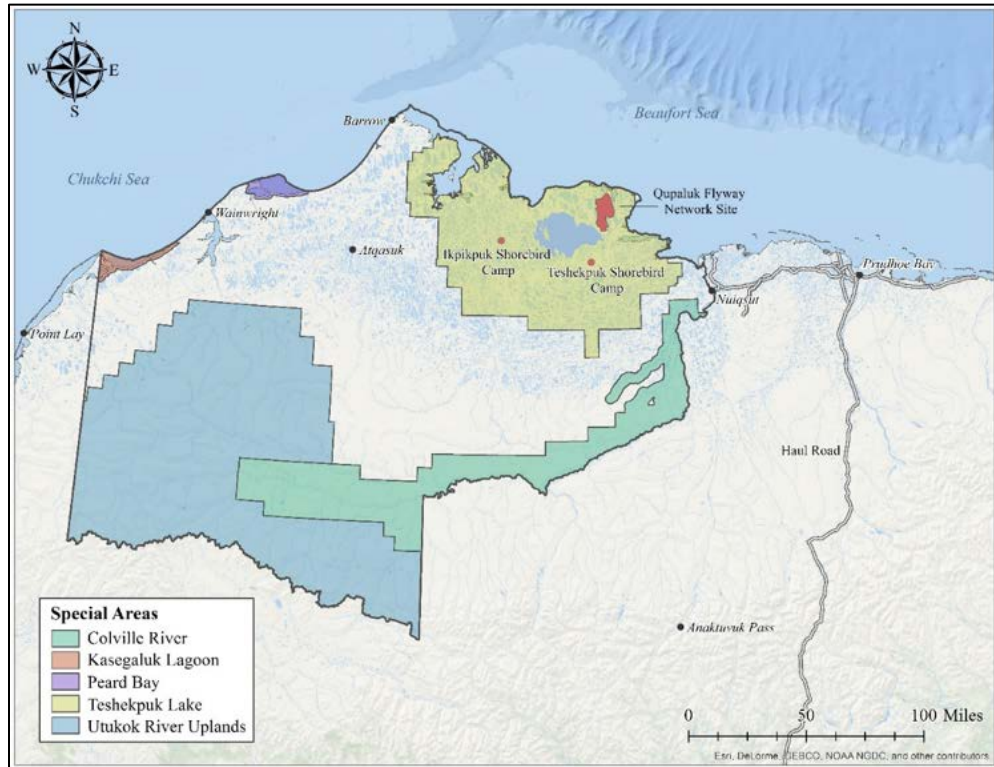 N
W E
S
Beaufort Sea
Barrow
Chukchi Sea
Qupaluk Flyway
Network Site
Wainwright
Atqasuk
Ikpikpuk Shorebird
Camp
Teshekpuk Shorebird
Camp
Prudhoe Bay
Nuiqsut
Point Lay
Haul Road
Special Areas
Colville River
Kasegaluk Lagoon
Peard Bay
Teshekpuk Lake
Utukok River Uplands
Anaktuvuk Pass
0 50 100 Miles
Esri, DeLorme, GEBCO, NOAA NGDC, and other contributors